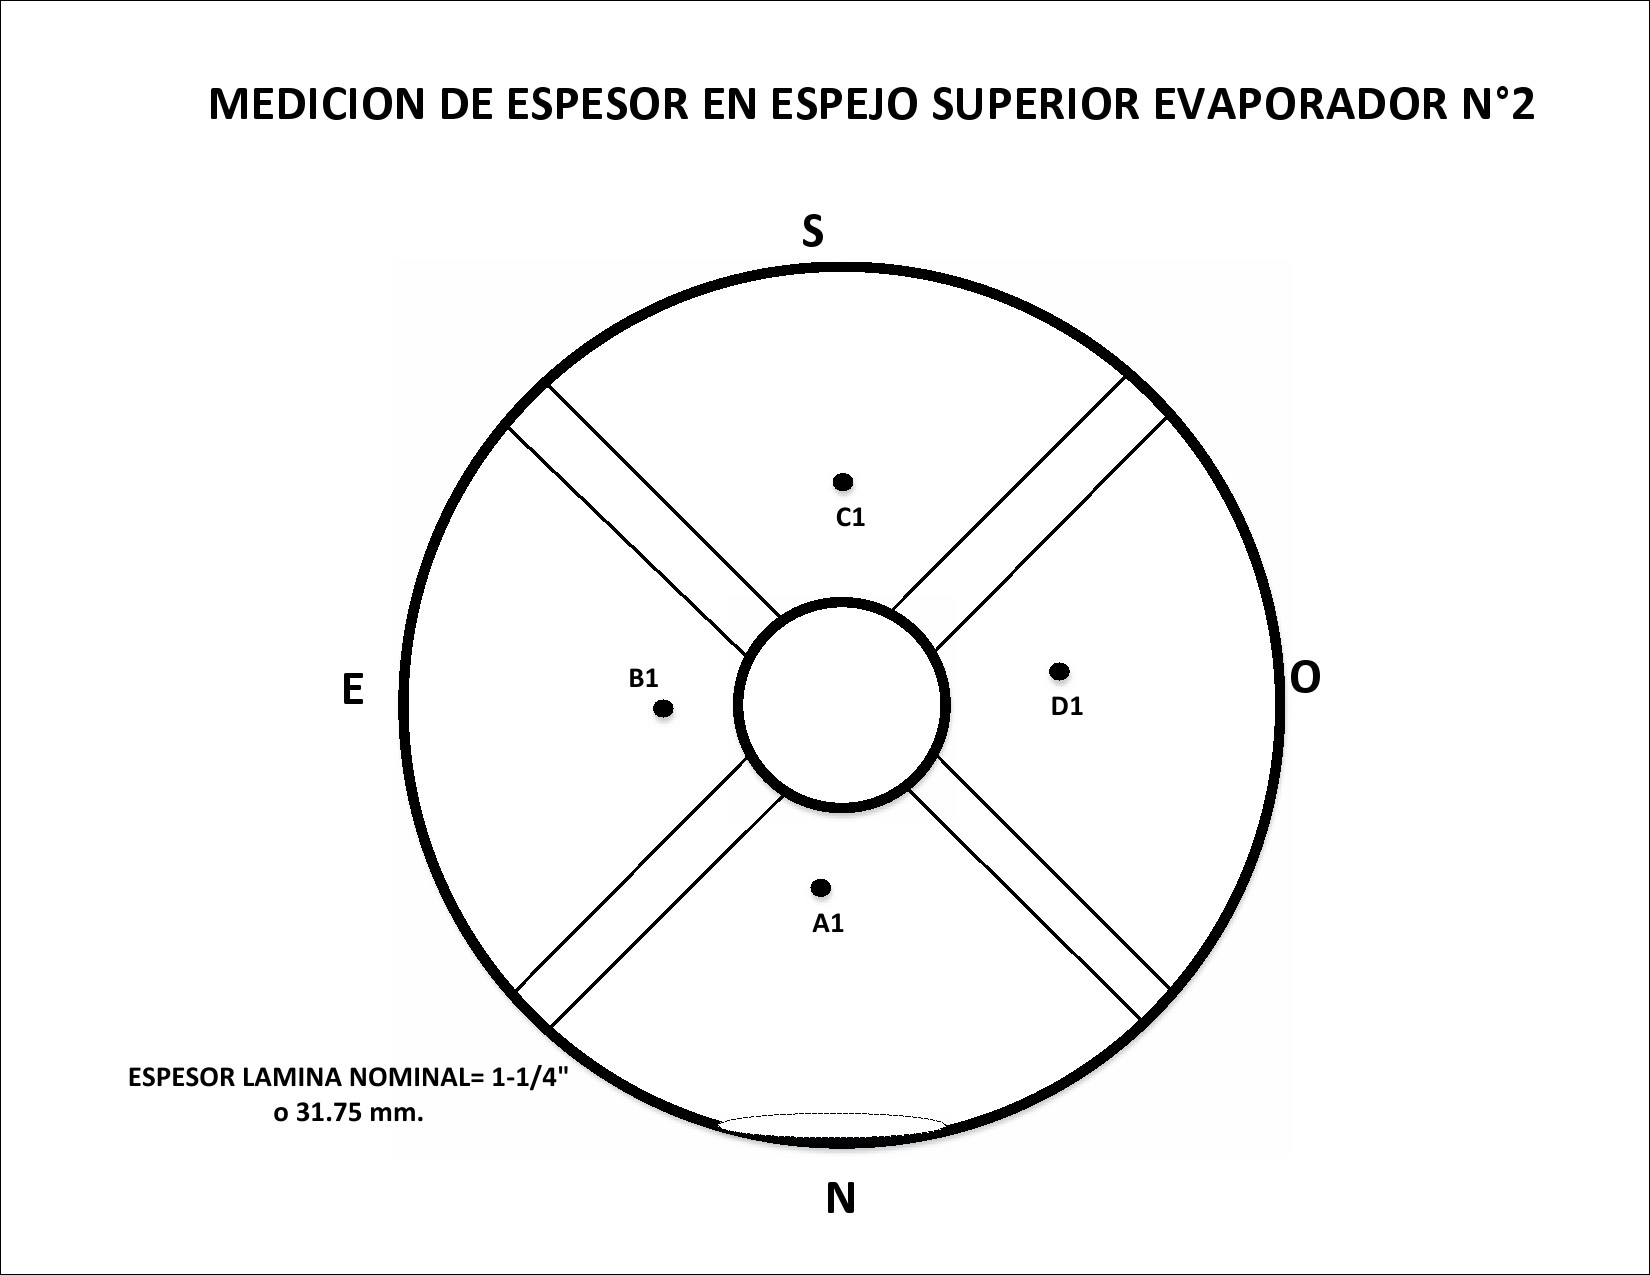 MEDICION DE ESPESOR EN ESPEJO SUPERIOR EVAPORADOR N°2
S
C1
E
B1
O
D1
A1
ESPESOR LAMINA NOMINAL= 1-1/4"
o 31.75 mm.
N